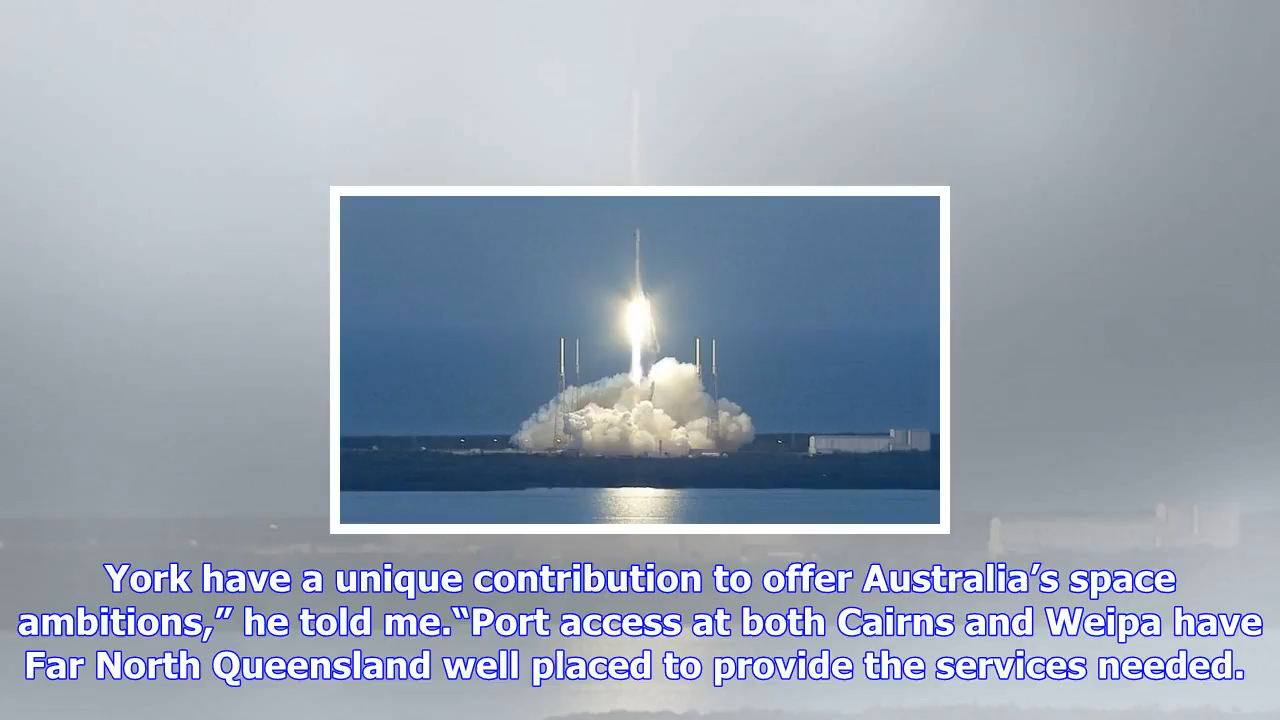 York have a unique contribution to offer Australia’s space
ambitions,” he told me.“Port access at both Cairns and Weipa have
Far North Queensland well placed to provide the services needed.